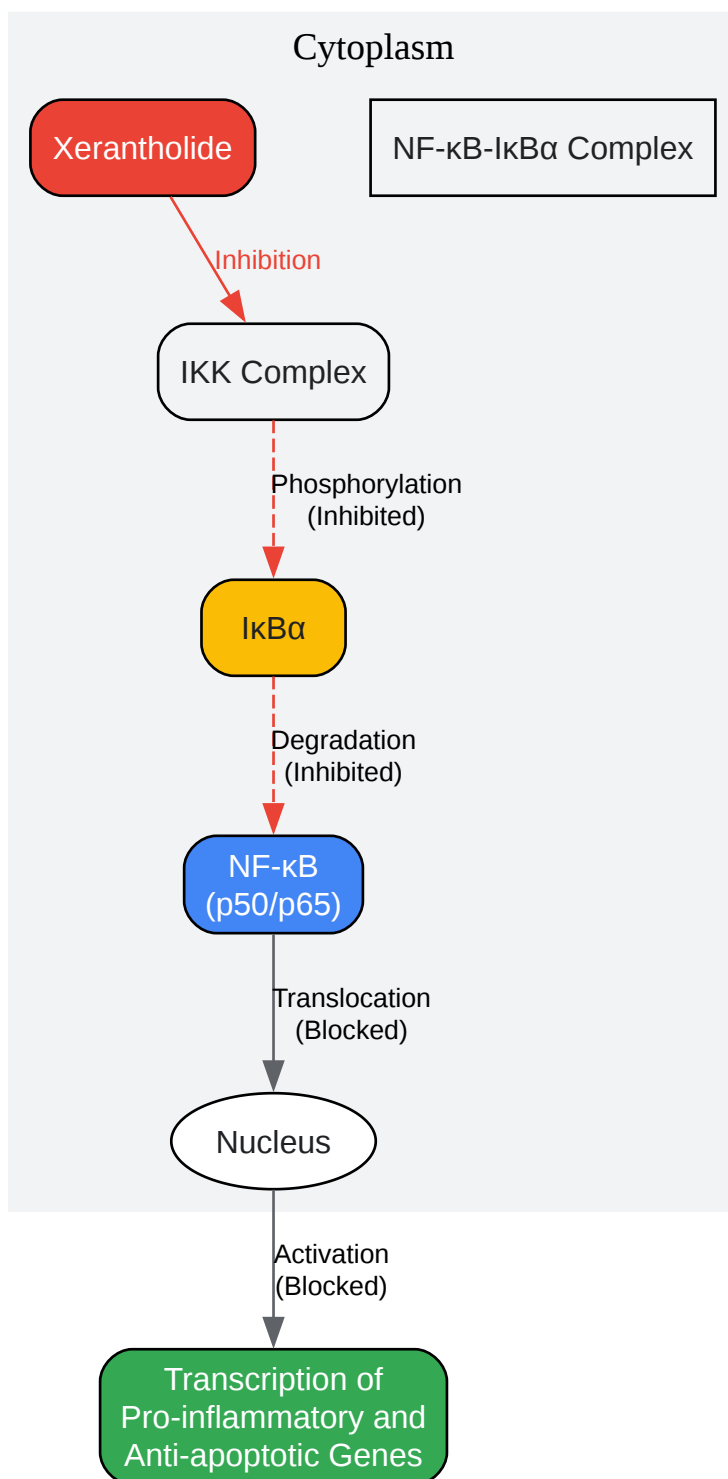 Cytoplasm
Xerantholide
NF-κB-IκBα Complex
Inhibition
IKK Complex
Phosphorylation
(Inhibited)
IκBα
Degradation
(Inhibited)
NF-κB
(p50/p65)
Translocation
(Blocked)
Nucleus
Activation
(Blocked)
Transcription of
Pro-inflammatory and
Anti-apoptotic Genes